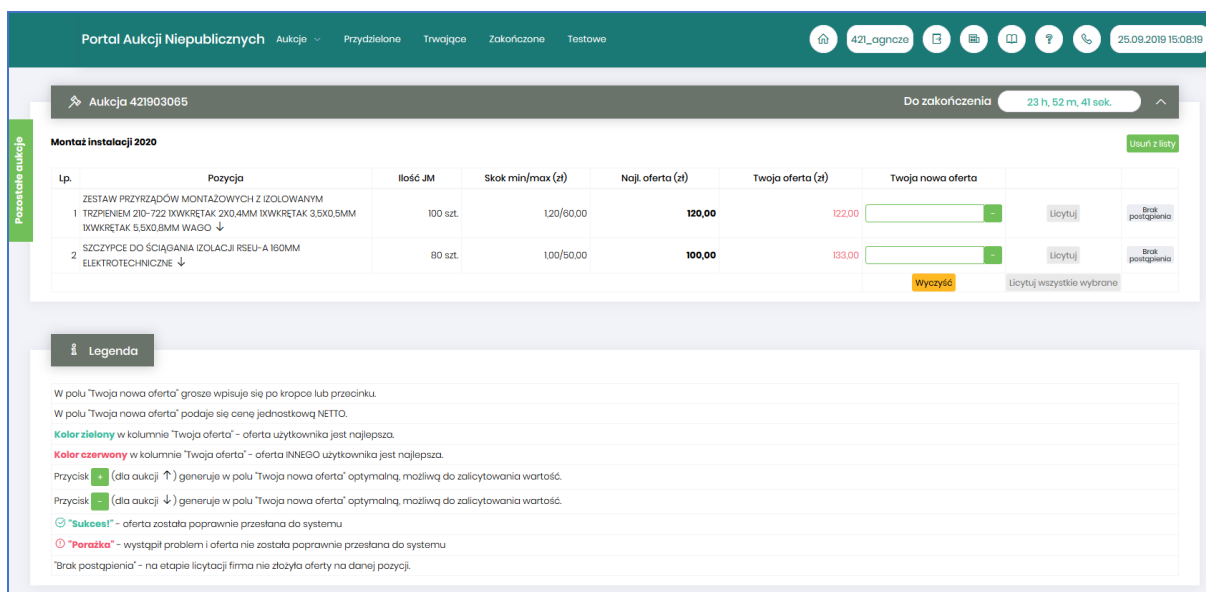 Portal Aukcji Niepublicznych Aukcje Przydzielone Trwające Zakończone Testowe 421_agncze 25.09.2019 15:08:19
Aukcja 421903065 Do zakończenia 23 h, 52 m, 41 sek.
Pozostałe aukcje
Montaż instalacji 2020 Usuń z listy
Lp. Pozycja Ilość JM Skok min/max (zł) Najl. oferta (zł) Twoja oferta (zł) Twoja nowa oferta
ZESTAW PRZYRZĄDÓW MONTAŻOWYCH Z IZOLOWANYM
1 TRZPIENIEM 210-722 1XWKRĘTAK 2X0,4MM 1XWKRĘTAK 3,5X0,5MM 100 szt. 1,20/60,00 120,00 122,00 - Licytuj Brak postąpienia
1XWKRĘTAK 5,5X0,8MM WAGO ↓
2 SZCZYPCE DO ŚCIĄGANIA IZOLACJI RSEU-A 160MM 80 szt. 1,00/50,00 100,00 133,00 - Licytuj Brak postąpienia
ELEKTROTECHNICZNE ↓
Wyczyść Licytuj wszystkie wybrane
Legenda
W polu "Twoja nowa oferta" grosze wpisuje się po kropce lub przecinku.
W polu "Twoja nowa oferta" podaje się cenę jednostkową NETTO.
Kolor zielony w kolumnie "Twoja oferta" - oferta użytkownika jest najlepsza.
Kolor czerwony w kolumnie "Twoja oferta" - oferta INNEGO użytkownika jest najlepsza.
Przycisk + (dla aukcji ↑) generuje w polu "Twoja nowa oferta" optymalną, możliwą do zalicytowania wartość.
Przycisk - (dla aukcji ↓) generuje w polu "Twoja nowa oferta" optymalną, możliwą do zalicytowania wartość.
"Sukces!" - oferta została poprawnie przesłana do systemu
"Porażka" - wystąpił problem i oferta nie została poprawnie przesłana do systemu
"Brak postąpienia" - na etapie licytacji firma nie złożyła oferty na danej pozycji.